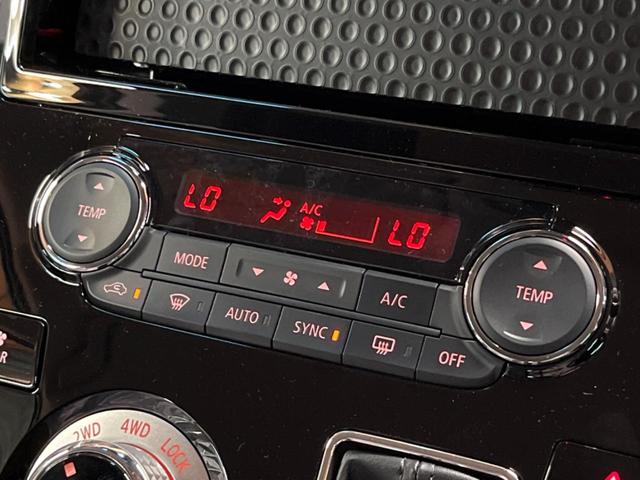 LO A/C LO
TEMP
MODE
A/C
TEMP
AUTO
SYNC
OFF
R
2WD 4WD LOCK